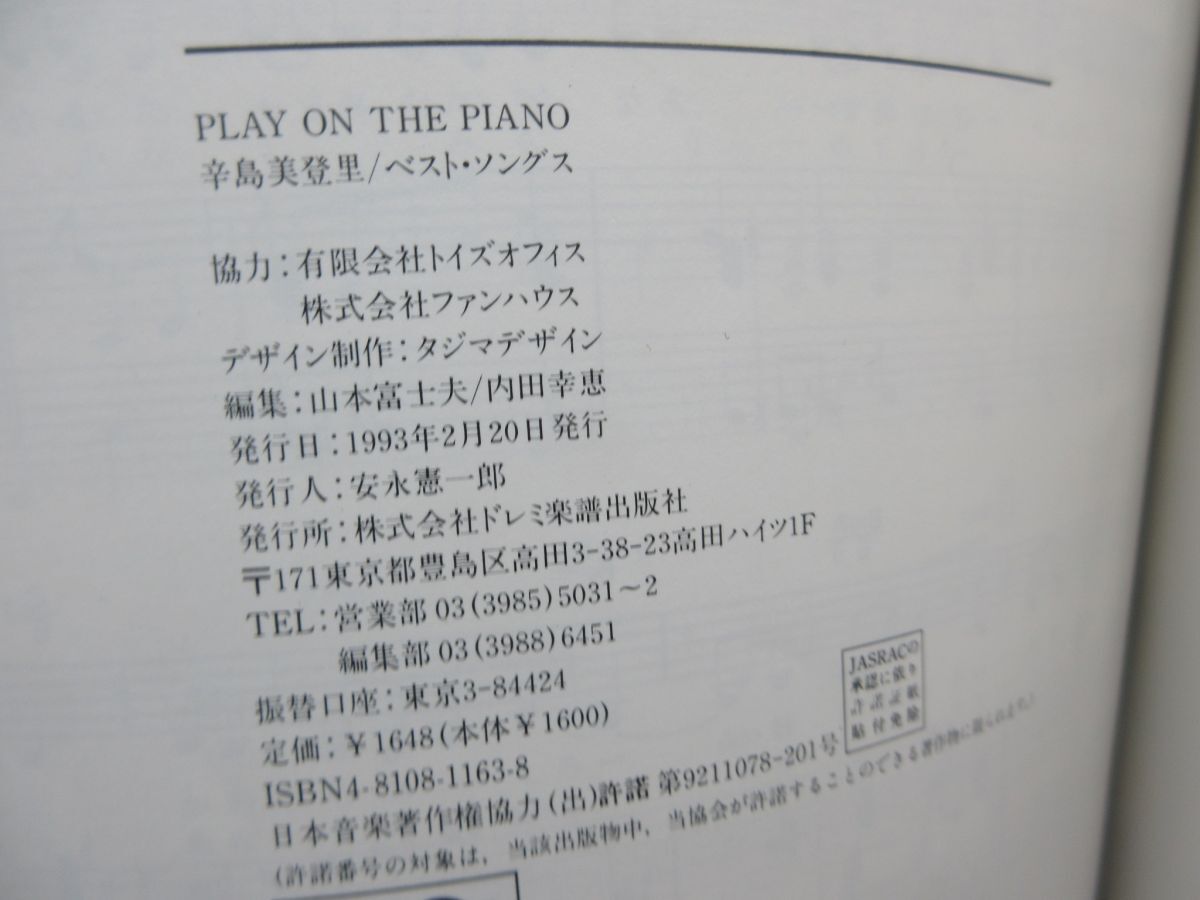 PLAY ON THE PIANO
辛島美登里/ベスト・ソングス
協力：有限会社トイズオフィス
株式会社ファンハウス
デザイン制作：タジマデザイン
編集：山本富士夫/内田幸恵
発行日：1993年2月20日発行
発行人：安永憲一郎
発行所：株式会社ドレミ楽譜出版社
〒171東京都豊島区高田3-38-23高田ハイツ1F
TEL：営業部 03(3985)5031〜2
編集部 03(3988)6451
振替口座：東京3-84424
定価：¥1648(本体¥1600)
ISBN4-8108-1163-8
日本音楽著作権協力(出)許諾 第9211078-201号
(許諾番号の対象は，当該出版物中，当協会が許諾することのできる著作物に限られます。)
JASRACの
承認に依り
許諾証紙
貼付免除